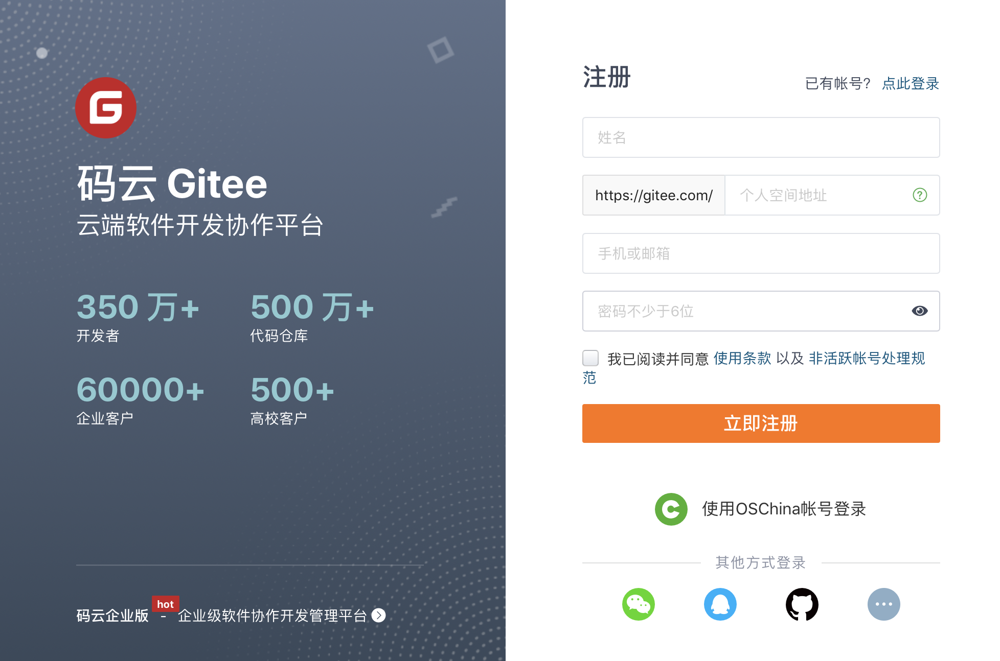 码云 Gitee
云端软件开发协作平台
350 万+
开发者
500 万+
代码仓库
60000+
企业客户
500+
高校客户
码云企业版 hot - 企业级软件协作开发管理平台
注册
已有帐号? 点此登录
姓名
https://gitee.com/ 个人空间地址
手机或邮箱
密码不少于6位
我已阅读并同意 使用条款 以及 非活跃帐号处理规
范
立即注册
使用OSChina帐号登录
其他方式登录